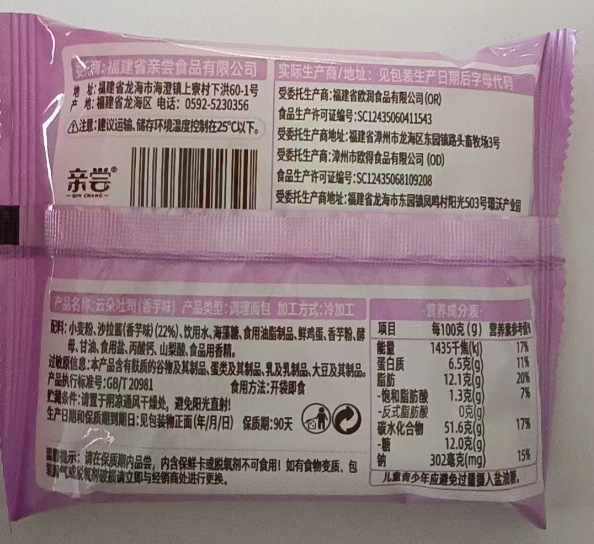 委托商：福建省亲尝食品有限公司
地 址：福建省龙海市海澄镇上寮村下洪60-1号
产 地：福建省龙海区 电话：0592-5230356
注意：建议运输、储存环境温度控制在25℃以下。
亲尝®
QIN CHANG
实际生产商/地址：见包装生产日期后字母代码
受委托生产商：福建省欧润食品有限公司(OR)
食品生产许可证编号：SC12435060411543
受委托生产商地址：福建省漳州市龙海区东园镇路头畜牧场3号
受委托生产商：漳州市欧得食品有限公司(OD)
食品生产许可证编号：SC12435068109208
受委托生产商地址：福建省龙海市东园镇凤鸣村阳光503号璐沃产业园
产品名称：云朵吐司(香芋味) 产品类型：调理面包 加工方式：冷加工
配料：小麦粉、沙拉酱(香芋味)(22%)、饮用水、海藻糖、食用油脂制品、鲜鸡蛋、香芋粉、酵
母、甘油、食用盐、丙酸钙、山梨酸、食品用香精。
过敏原信息：本产品含有麸质的谷物及其制品、蛋类及其制品、乳及乳制品、大豆及其制品。
产品执行标准号：GB/T 20981 食用方法：开袋即食
贮藏条件：请置于阴凉通风干燥处，避免阳光直射！
生产日期和保质期到期日：见包装物正面(年/月/日) 保质期：90天
温馨提示：请在保质期内品尝，内含保鲜卡或脱氧剂不可食用！如有食物变质、包
装漏气或脱氧剂破损满立即与经销商处进行更换。
营养成分表
项目 每100克(g) 营养素参考值%
能量 1435千焦(kJ) 17%
蛋白质 6.5克(g) 11%
脂肪 12.1克(g) 20%
-饱和脂肪酸 1.3克(g) 7%
-反式脂肪酸 0克(g)
碳水化合物 51.6克(g) 17%
-糖 12.0克(g)
钠 302毫克(mg) 15%
儿童青少年应避免过量摄入盐油糖。